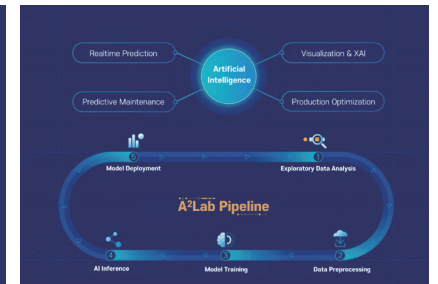 Realtime Prediction
Visualization & XAI
Artificial
Intelligence
Predictive Maintenance
Production Optimization
5
Model Deployment
1
Exploratory Data Analysis
A²Lab Pipeline
4
AI Inference
3
Model Training
2
Data Preprocessing